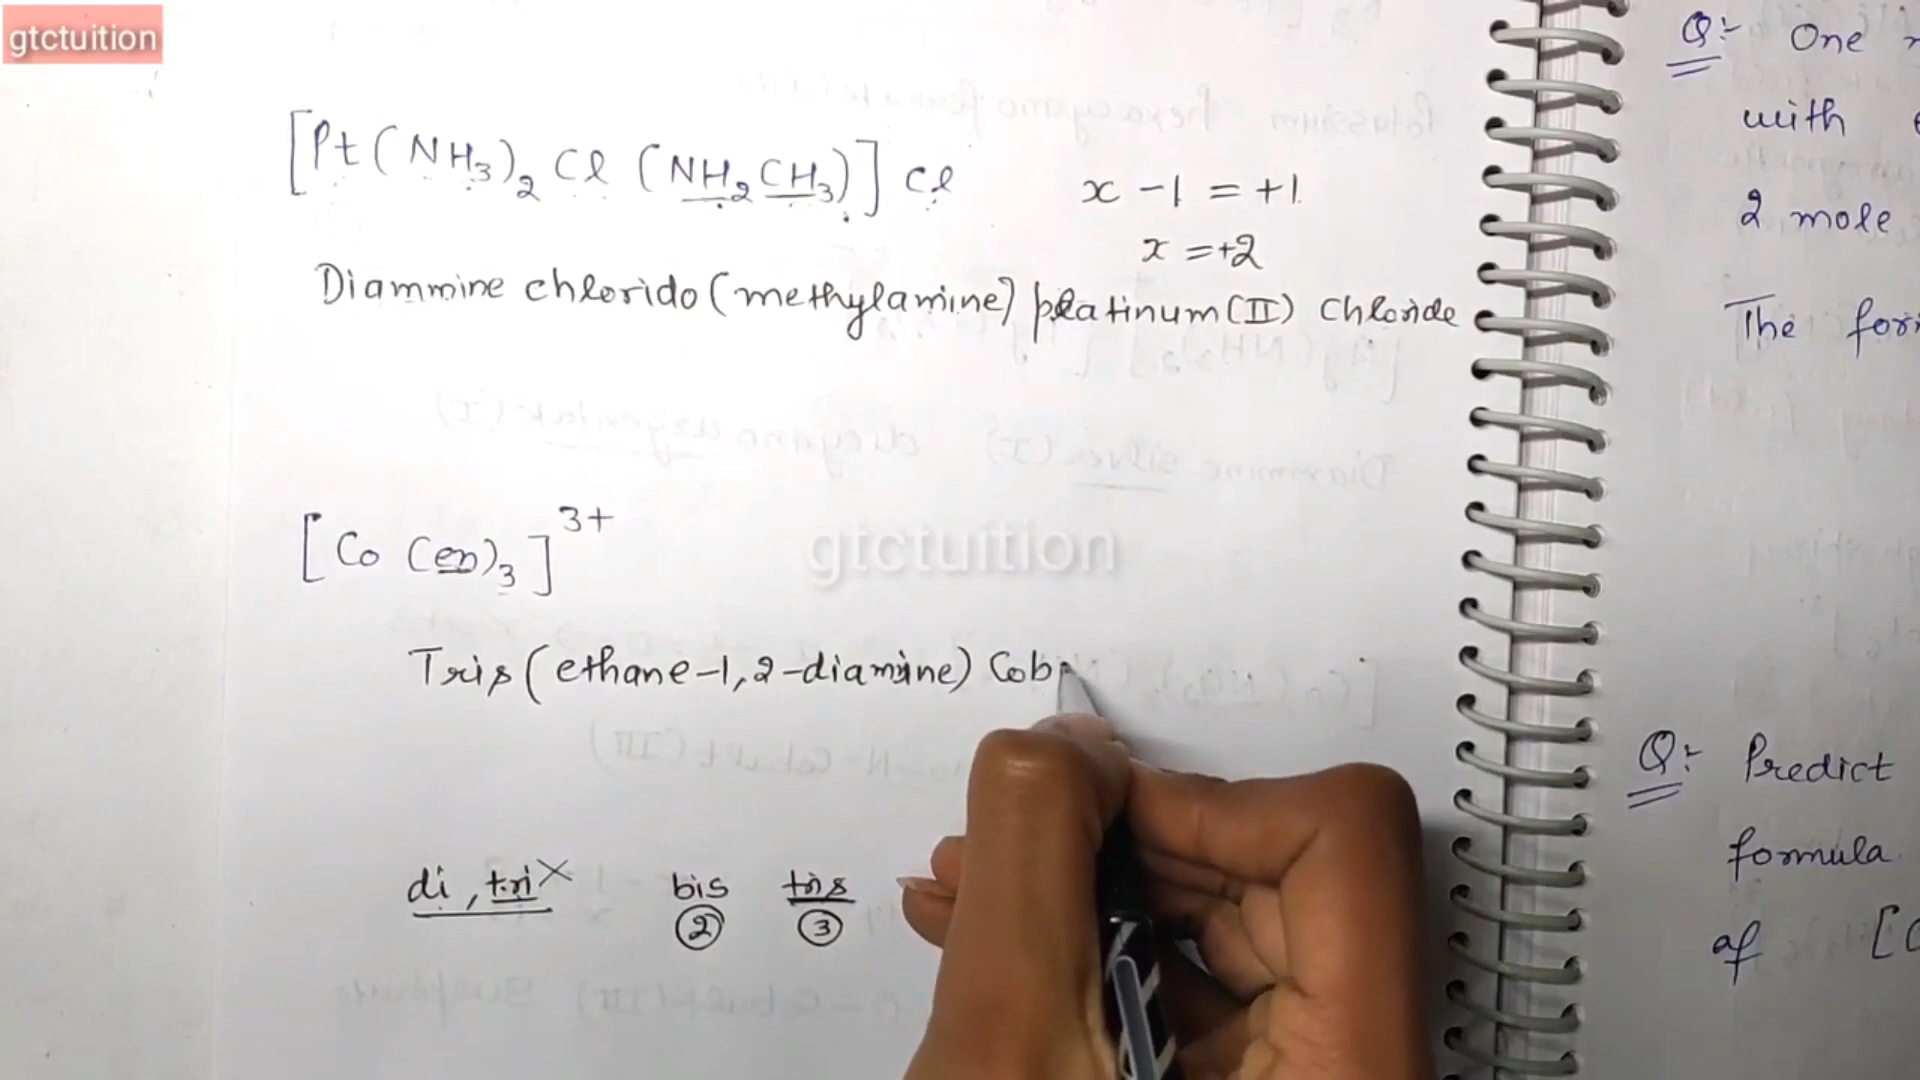 gtctuition
[Pt(NH₃)₂ Cl (NH₂CH₃)] Cl
x - 1 = +1
x = +2
Diammine chlorido (methylamine) platinum (II) Chloride
[Co (en)₃]³⁺
gtctuition
Tris (ethane-1,2-diamine) Cob
di, tri ×
bis tris
2 3
Q:- One
with
2 mole
The
Q:- Predict
formula
of [C